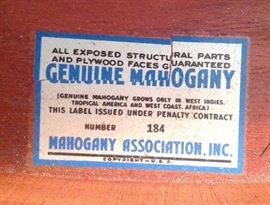 ALL EXPOSED STRUCTURAL PARTS
AND PLYWOOD FACES GUARANTEED
GENUINE MAHOGANY
(GENUINE MAHOGANY GROWS ONLY IN WEST INDIES,
TROPICAL AMERICA AND WEST COAST, AFRICA)
THIS LABEL ISSUED UNDER PENALTY CONTRACT
NUMBER 184
MAHOGANY ASSOCIATION, INC.
COPYRIGHT - U.S.A.